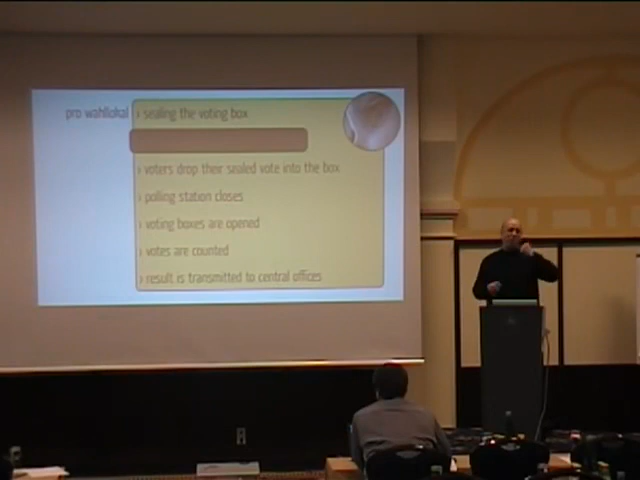 pro wahllokal › sealing the voting box
› voters drop their sealed vote into the box
› polling station closes
› voting boxes are opened
› votes are counted
› result is transmitted to central offices